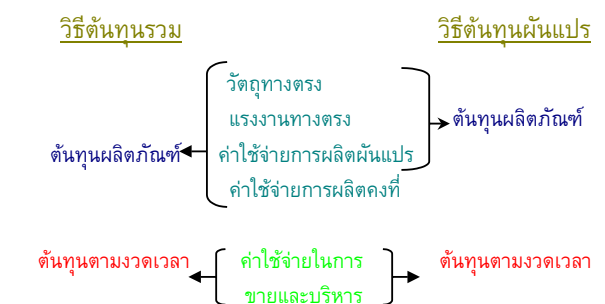 วิธีต้นทุนรวม
วิธีต้นทุนผันแปร
วัตถุทางตรง
แรงงานทางตรง
ต้นทุนผลิตภัณฑ์
ต้นทุนผลิตภัณฑ์
ค่าใช้จ่ายการผลิตผันแปร
ค่าใช้จ่ายการผลิตคงที่
ต้นทุนตามงวดเวลา
ค่าใช้จ่ายในการ
ต้นทุนตามงวดเวลา
ขายและบริหาร